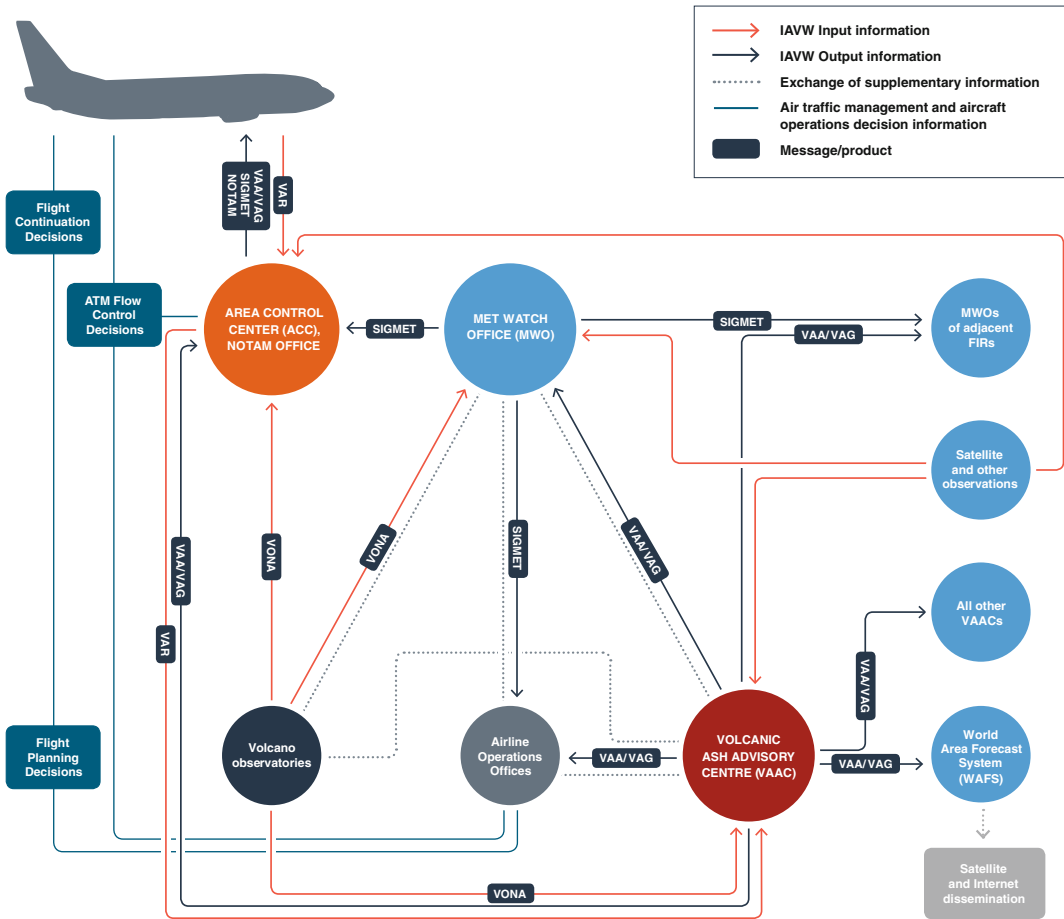 IAVW Input information
IAVW Output information
Exchange of supplementary information
Air traffic management and aircraft
operations decision information
Message/product
VAA/VAG
SIGMET
NOTAM
VAR
Flight
Continuation
Decisions
ATM Flow
Control
Decisions
AREA CONTROL
CENTER (ACC),
NOTAM OFFICE
SIGMET
MET WATCH
OFFICE (MWO)
SIGMET
VAA/VAG
MWOs
of adjacent
FIRs
Satellite
and other
observations
VAA/VAG
VONA
VONA
SIGMET
VAA/VAG
VAR
All other
VAACs
VAA/VAG
Flight
Planning
Decisions
Volcano
observatories
Airline
Operations
Offices
VAA/VAG
VOLCANIC
ASH ADVISORY
CENTRE (VAAC)
VAA/VAG
World
Area Forecast
System
(WAFS)
VONA
Satellite
and Internet
dissemination